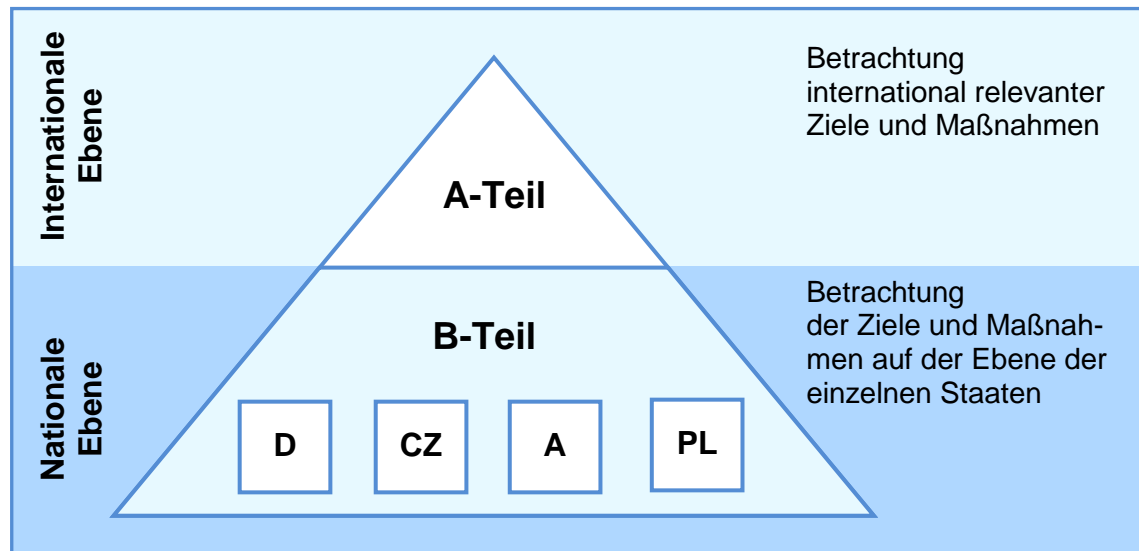 Internationale
Ebene
A-Teil
Betrachtung
international relevanter
Ziele und Maßnahmen
Nationale
Ebene
B-Teil
D
CZ
A
PL
Betrachtung
der Ziele und Maßnah-
men auf der Ebene der
einzelnen Staaten